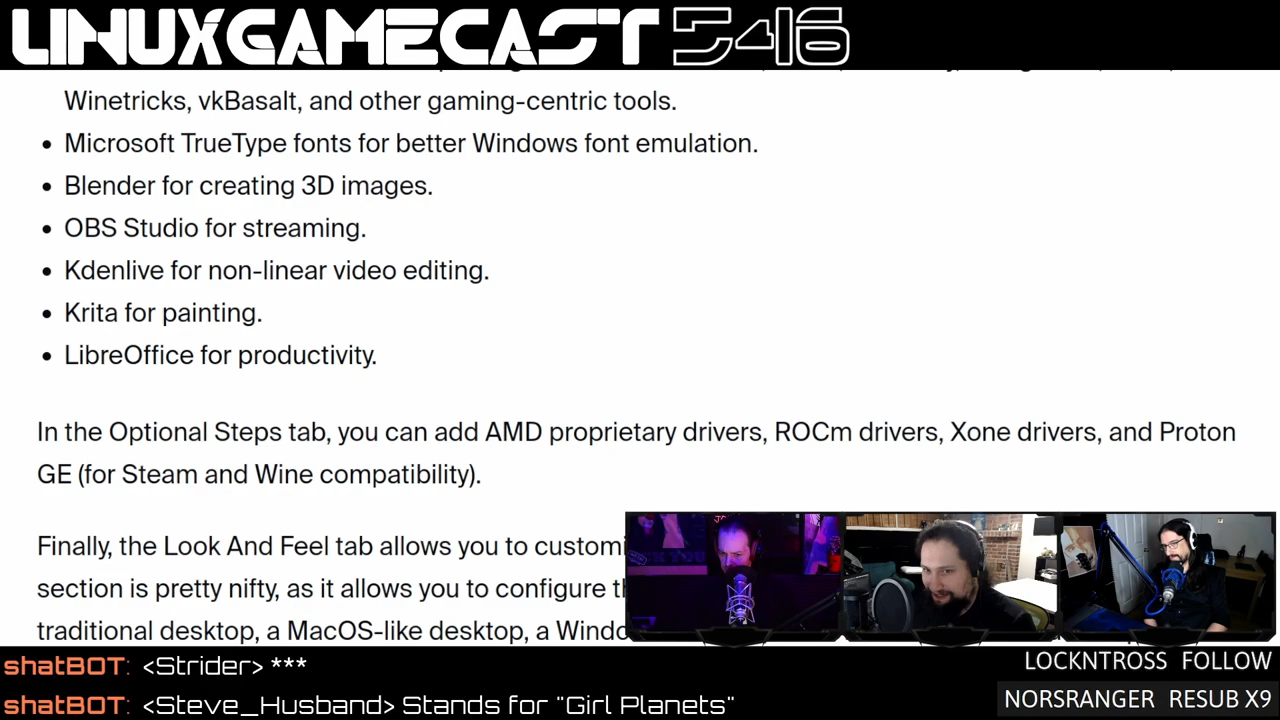 LINUXGAMECAST 546
Winetricks, vkBasalt, and other gaming-centric tools.
• Microsoft TrueType fonts for better Windows font emulation.
• Blender for creating 3D images.
• OBS Studio for streaming.
• Kdenlive for non-linear video editing.
• Krita for painting.
• LibreOffice for productivity.
In the Optional Steps tab, you can add AMD proprietary drivers, ROCm drivers, Xone drivers, and Proton
GE (for Steam and Wine compatibility).
Finally, the Look And Feel tab allows you to customi
section is pretty nifty, as it allows you to configure th
traditional desktop, a MacOS-like desktop, a Windo
shatBOT: <Strider> ***
shatBOT: <Steve_Husband> Stands for "Girl Planets"
LOCKNTROSS FOLLOW
NORSRANGER RESUB X9